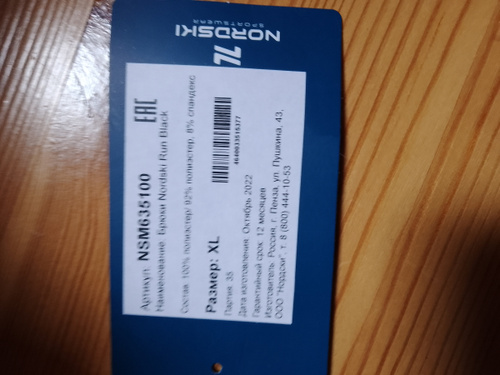 NORDSKI
SPORTSWEAR
Артикул: NSM635100
Наименование: Брюки Nordski Run Black
Состав: 100% полиэстер/ 92% полиэстер, 8% спандекс
Размер: XL
Партия: 35
Дата изготовления: Октябрь 2022
Гарантийный срок: 12 месяцев
Изготовитель: Россия, г. Пенза, ул. Пушкина, 43,
ООО "Нордски", т. 8 (800) 444-10-53
EAC
4640033515377